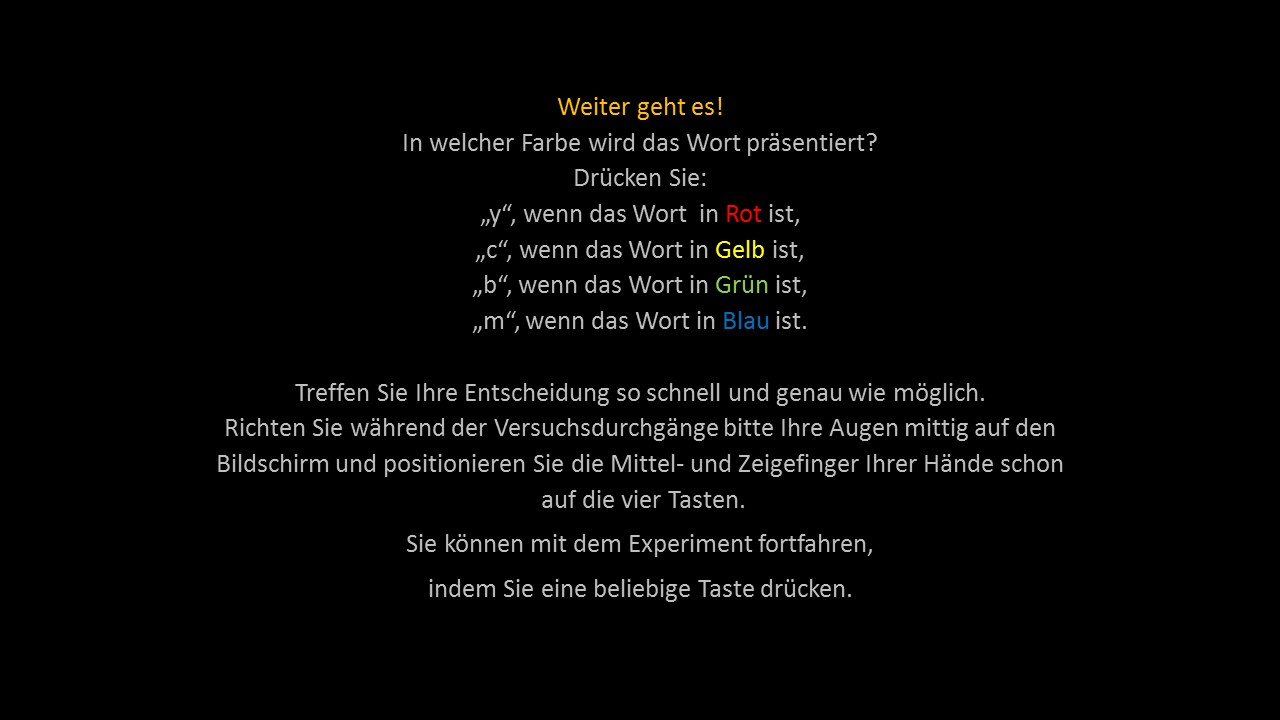 Weiter geht es!
In welcher Farbe wird das Wort präsentiert?
Drücken Sie:
„y“, wenn das Wort  in Rot ist,
„c“, wenn das Wort in Gelb ist,
„b“, wenn das Wort in Grün ist,
„m“, wenn das Wort in Blau ist.
Treffen Sie Ihre Entscheidung so schnell und genau wie möglich.
Richten Sie während der Versuchsdurchgänge bitte Ihre Augen mittig auf den
Bildschirm und positionieren Sie die Mittel- und Zeigefinger Ihrer Hände schon
auf die vier Tasten.
Sie können mit dem Experiment fortfahren,
indem Sie eine beliebige Taste drücken.